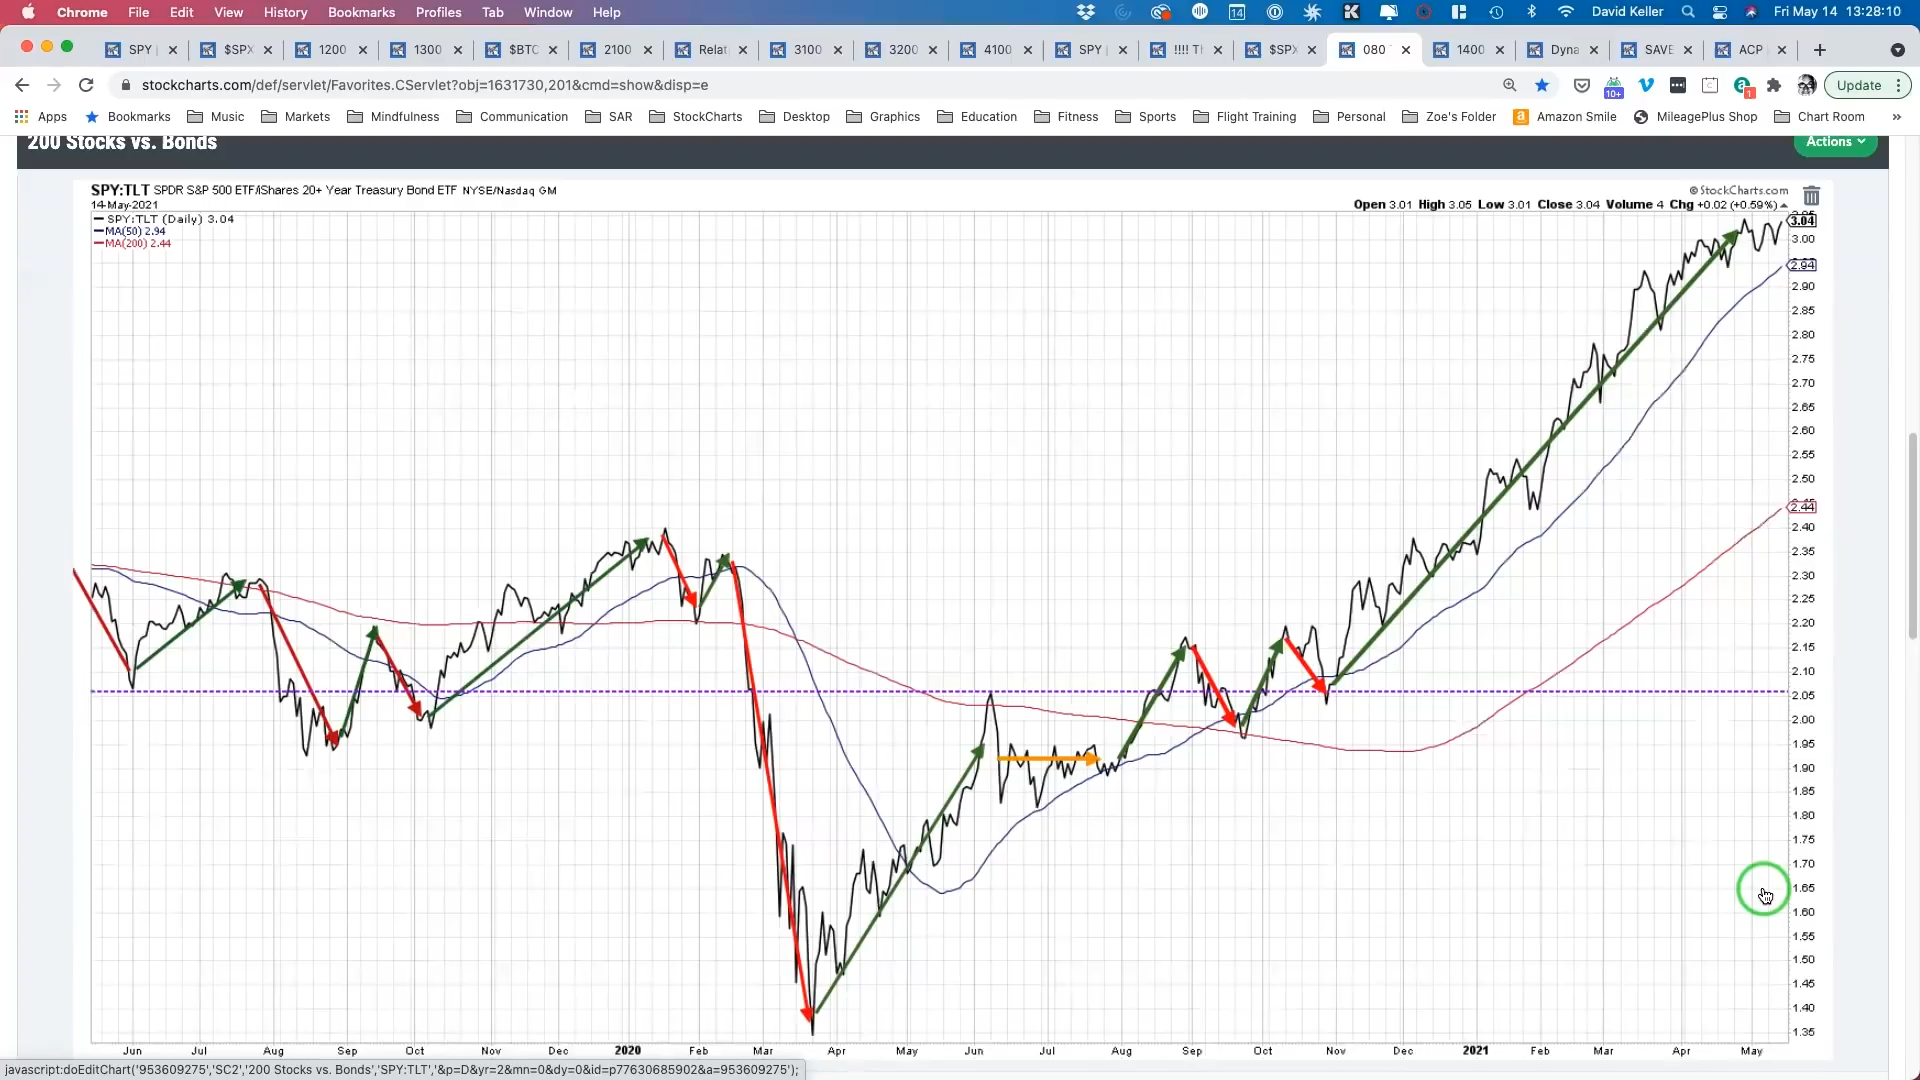 Chrome File Edit View History Bookmarks Profiles Tab Window Help 14 David Keller Fri May 14 13:28:10
SPY $SPX 1200 1300 $BTC 2100 Relat 3100 3200 4100 SPY !!!! Tl $SPX 080 1400 Dyna SAVE ACP
stockcharts.com/def/servlet/Favorites.CServlet?obj=1631730,201&cmd=show&disp=e 10+ 1 Update
Apps Bookmarks Music Markets Mindfulness Communication SAR StockCharts Desktop Graphics Education Fitness Sports Flight Training Personal Zoe's Folder Amazon Smile MileagePlus Shop Chart Room »
200 Stocks vs. Bonds Actions
SPY:TLT SPDR S&P 500 ETF/iShares 20+ Year Treasury Bond ETF NYSE/Nasdaq GM ©StockCharts.com
14-May-2021 Open 3.01 High 3.05 Low 3.01 Close 3.04 Volume 4 Chg +0.02 (+0.59%)
SPY:TLT (Daily) 3.04
MA(50) 2.94
MA(200) 2.44
3.04
3.00
2.94
2.90
2.85
2.80
2.75
2.70
2.65
2.60
2.55
2.50
2.44
2.40
2.35
2.30
2.25
2.20
2.15
2.10
2.05
2.00
1.95
1.90
1.85
1.80
1.75
1.70
1.65
1.60
1.55
1.50
1.45
1.40
1.35
Jun Jul Aug Sep Oct Nov Dec 2020 Feb Mar Apr May Jun Jul Aug Sep Oct Nov Dec 2021 Feb Mar Apr May
javascript:doEditChart('953609275','SC2','200 Stocks vs. Bonds','SPY:TLT','&p=D&yr=2&mn=0&dy=0&id=p77630685902&a=953609275');